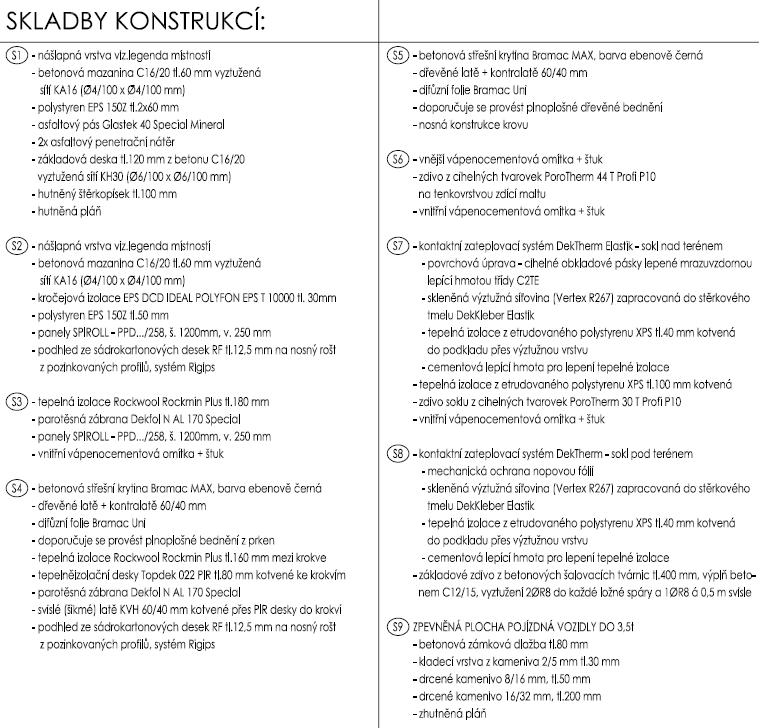 SKLADBY KONSTRUKCÍ:
S1 - nášlapná vrstva viz.legenda místností
- betonová mazanina C16/20 tl.60 mm vyztužená
sítí KA16 (Ø4/100 x Ø4/100 mm)
- polystyren EPS 150Z tl.2x60 mm
- asfaltový pás Glastek 40 Special Mineral
- 2x asfaltový penetrační nátěr
- základová deska tl.120 mm z betonu C16/20
vyztužená sítí KH30 (Ø6/100 x Ø6/100 mm)
- hutněný štěrkopísek tl.100 mm
- hutněná pláň
S2 - nášlapná vrstva viz.legenda místností
- betonová mazanina C16/20 tl.60 mm vyztužená
sítí KA16 (Ø4/100 x Ø4/100 mm)
- kročejová izolace EPS DCD IDEAL POLYFON EPS T 10000 tl. 30mm
- polystyren EPS 150Z tl.50 mm
- panely SPIROLL - PPD.../258, š. 1200mm, v. 250 mm
- podhled ze sádrokartonových desek RF tl.12,5 mm na nosný rošt
z pozinkovaných profilů, systém Rigips
S3 - tepelná izolace Rockwool Rockmin Plus tl.180 mm
- parotěsná zábrana Dekfol N AL 170 Special
- panely SPIROLL - PPD.../258, š. 1200mm, v. 250 mm
- vnitřní vápenocementová omítka + štuk
S4 - betonová střešní krytina Bramac MAX, barva ebenově černá
- dřevěné latě + kontralatě 60/40 mm
- difůzní folie Bramac Uni
- doporučuje se provést plnoplošné bednění z prken
- tepelná izolace Rockwool Rockmin Plus tl.160 mm mezi krokve
- tepelněizolační desky Topdek 022 PIR tl.80 mm kotvené ke krokvím
- parotěsná zábrana Dekfol N AL 170 Special
- svislé (šikmé) latě KVH 60/40 mm kotvené přes PIR desky do krokví
- podhled ze sádrokartonových desek RF tl.12,5 mm na nosný rošt
z pozinkovaných profilů, systém Rigips
S5 - betonová střešní krytina Bramac MAX, barva ebenově černá
- dřevěné latě + kontralatě 60/40 mm
- difůzní folie Bramac Uni
- doporučuje se provést plnoplošné dřevěné bednění
- nosná konstrukce krovu
S6 - vnější vápenocementová omítka + štuk
- zdivo z cihelných tvarovek PoroTherm 44 T Profi P10
na tenkovrstvou zdící maltu
- vnitřní vápenocementová omítka + štuk
S7 - kontaktní zateplovací systém DekTherm Elastik - sokl nad terénem
- povrchová úprava - cihelné obkladové pásky lepené mrazuvzdornou
lepící hmotou třídy C2TE
- skleněná výztužná síťovina (Vertex R267) zapracovaná do stěrkového
tmelu DekKleber Elastik
- tepelná izolace z etrudovaného polystyrenu XPS tl.40 mm kotvená
do podkladu přes výztužnou vrstvu
- cementová lepící hmota pro lepení tepelné izolace
- tepelná izolace z etrudovaného polystyrenu XPS tl.100 mm kotvená
- zdivo soklu z cihelných tvarovek PoroTherm 30 T Profi P10
- vnitřní vápenocementová omítka + štuk
S8 - kontaktní zateplovací systém DekTherm - sokl pod terénem
- mechanická ochrana nopovou fólií
- skleněná výztužná síťovina (Vertex R267) zapracovaná do stěrkového
tmelu DekKleber Elastik
- tepelná izolace z etrudovaného polystyrenu XPS tl.40 mm kotvená
do podkladu přes výztužnou vrstvu
- cementová lepící hmota pro lepení tepelné izolace
- základové zdivo z betonových šalovacích tvárnic tl.400 mm, výplň beto-
nem C12/15, vyztužení 2ØR8 do každé ložné spáry a 1ØR8 á 0,5 m svisle
S9 ZPEVNĚNÁ PLOCHA POJÍZDNÁ VOZIDLY DO 3,5t
- betonová zámková dlažba tl.80 mm
- kladecí vrstva z kameniva 2/5 mm tl.30 mm
- drcené kamenivo 8/16 mm, tl.50 mm
- drcené kamenivo 16/32 mm, tl.200 mm
- zhutněná pláň